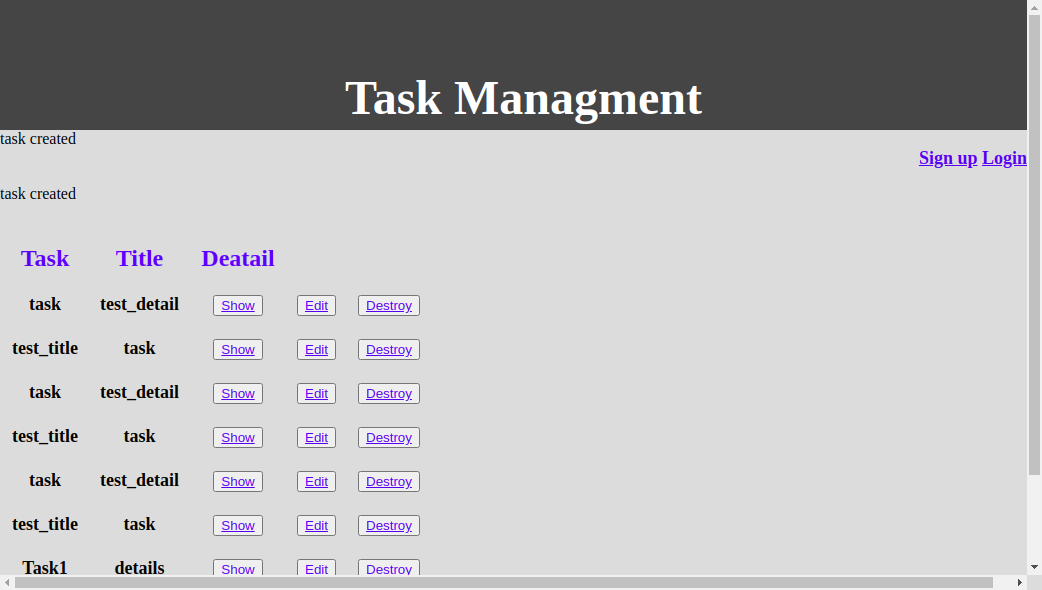 Task Managment
task created
Sign up Login
task created
Task Title Deatail
task test_detail Show Edit Destroy
test_title task Show Edit Destroy
task test_detail Show Edit Destroy
test_title task Show Edit Destroy
task test_detail Show Edit Destroy
test_title task Show Edit Destroy
Task1 details Show Edit Destroy